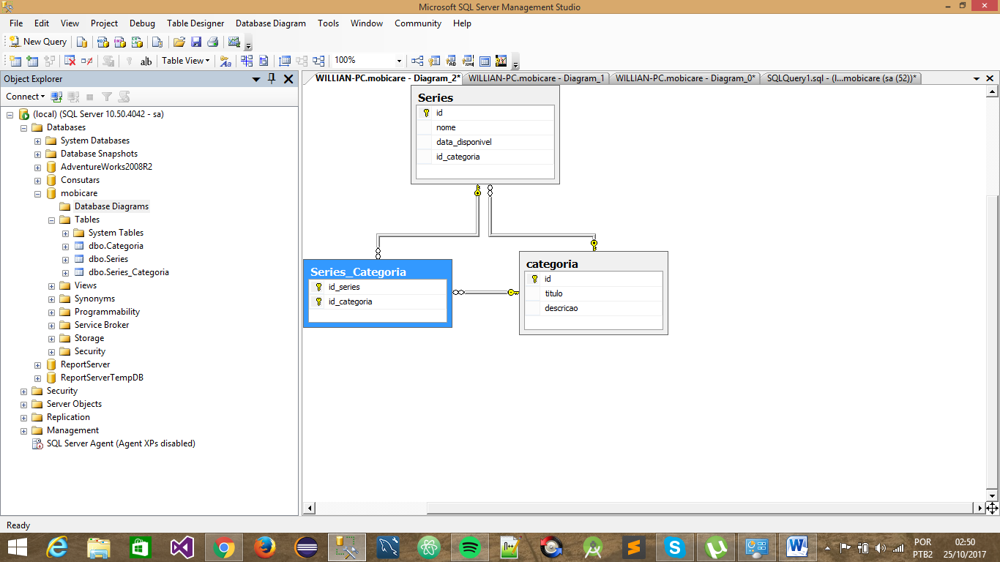 Microsoft SQL Server Management Studio
File Edit View Project Debug Table Designer Database Diagram Tools Window Community Help
New Query
ab| Table View 100%
Object Explorer
WILLIAN-PC.mobicare - Diagram_2* WILLIAN-PC.mobicare - Diagram_1 WILLIAN-PC.mobicare - Diagram_0* SQLQuery1.sql - (l...mobicare (sa (52))*
Connect
(local) (SQL Server 10.50.4042 - sa)
Databases
System Databases
Database Snapshots
AdventureWorks2008R2
Consutars
mobicare
Database Diagrams
Tables
System Tables
dbo.Categoria
dbo.Series
dbo.Series_Categoria
Views
Synonyms
Programmability
Service Broker
Storage
Security
ReportServer
ReportServerTempDB
Security
Server Objects
Replication
Management
SQL Server Agent (Agent XPs disabled)
Series
id
nome
data_disponivel
id_categoria
Series_Categoria
id_series
id_categoria
categoria
id
titulo
descricao
Ready
POR
PTB2
02:50
25/10/2017